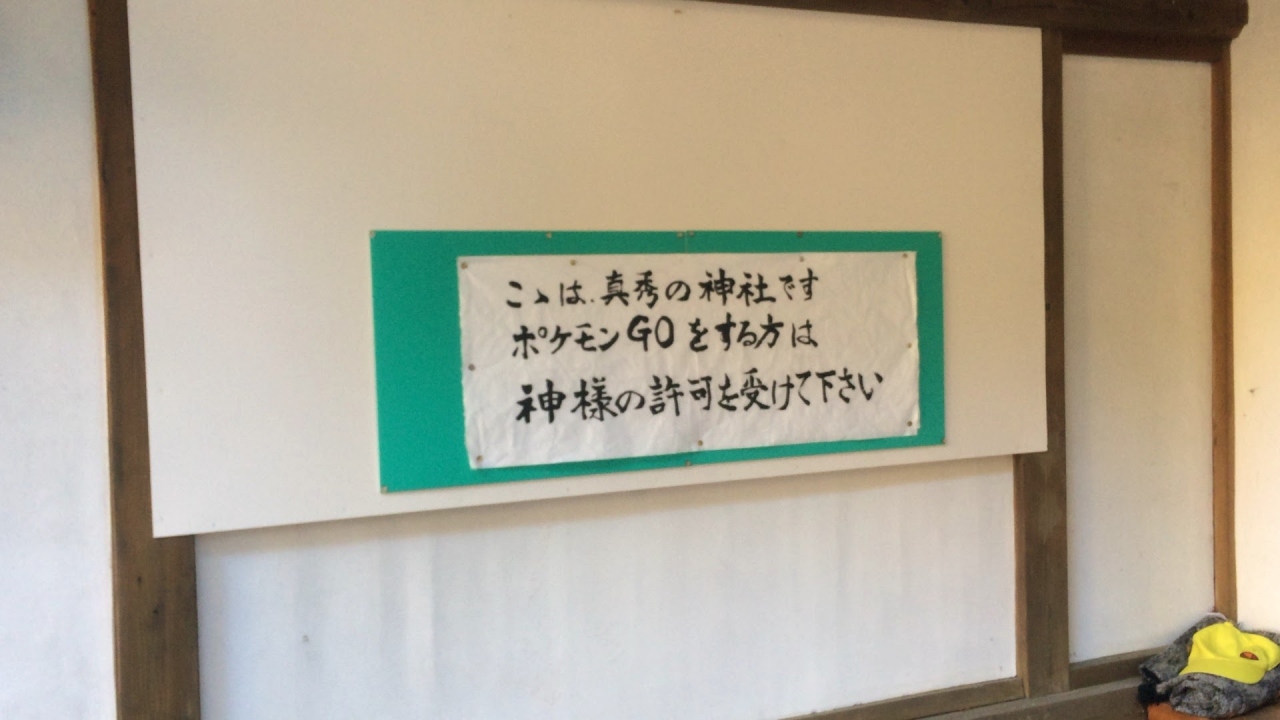 こゝは、真秀の神社です
ポケモンGOをする方は
神様の許可を受けて下さい